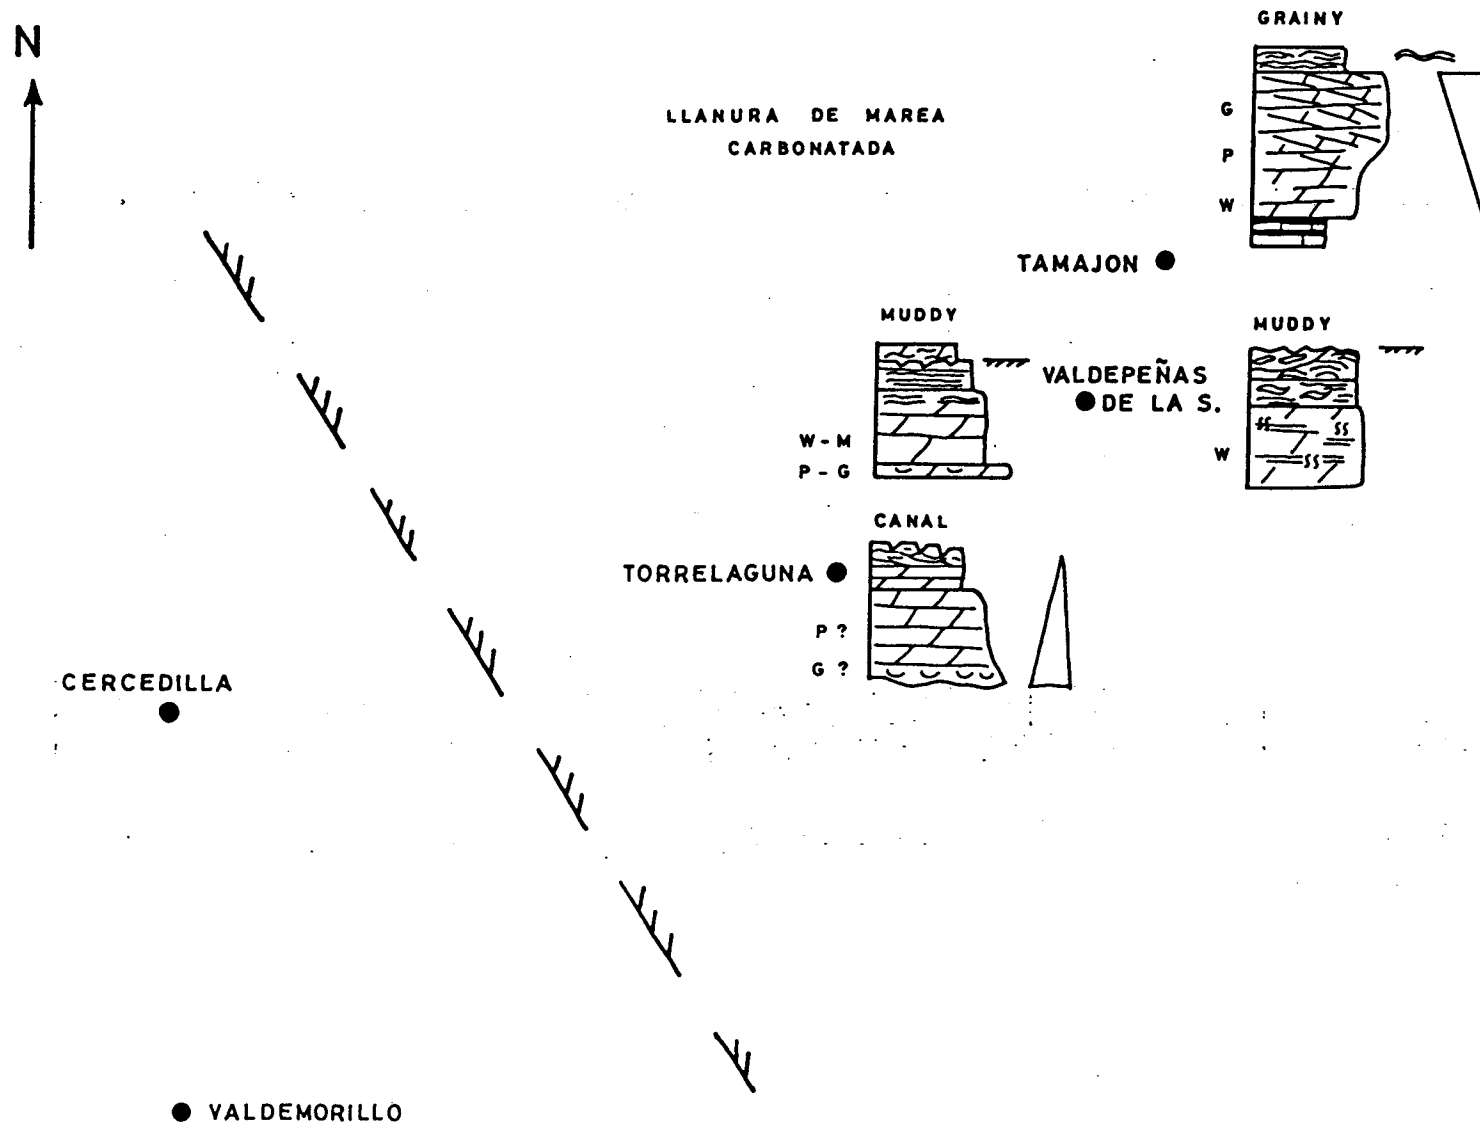 N
GRAINY
LLANURA DE MAREA
CARBONATADA
G
P
W
TAMAJON
MUDDY
MUDDY
VALDEPEÑAS
DE LA S.
W - M
P - G
W
CANAL
TORRELAGUNA
P ?
G ?
CERCEDILLA
VALDEMORILLO